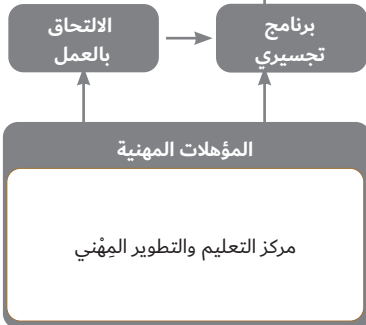 برنامج
تجسيري
الالتحاق
بالعمل
المؤهلات المهنية
مركز التعليم والتطوير المِهْني